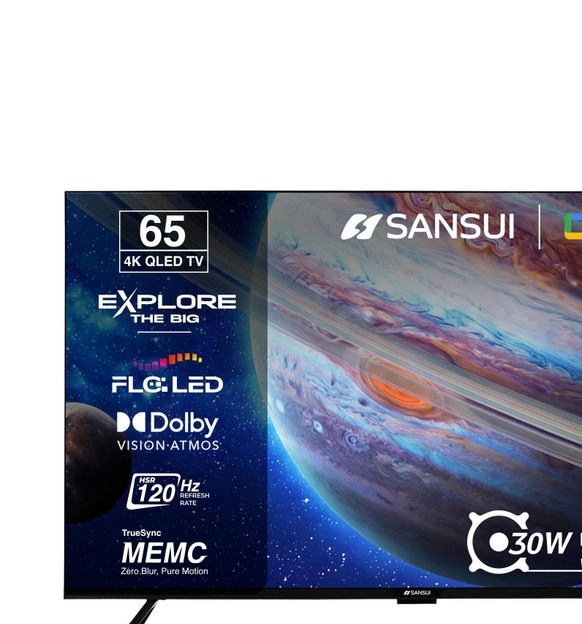 65
4K QLED TV
SANSUI
EXPLORE
THE BIG
FLQ LED
Dolby
VISION·ATMOS
HSR
120 Hz
REFRESH
RATE
TrueSync
MEMC
Zero Blur, Pure Motion
30W
SANSUI